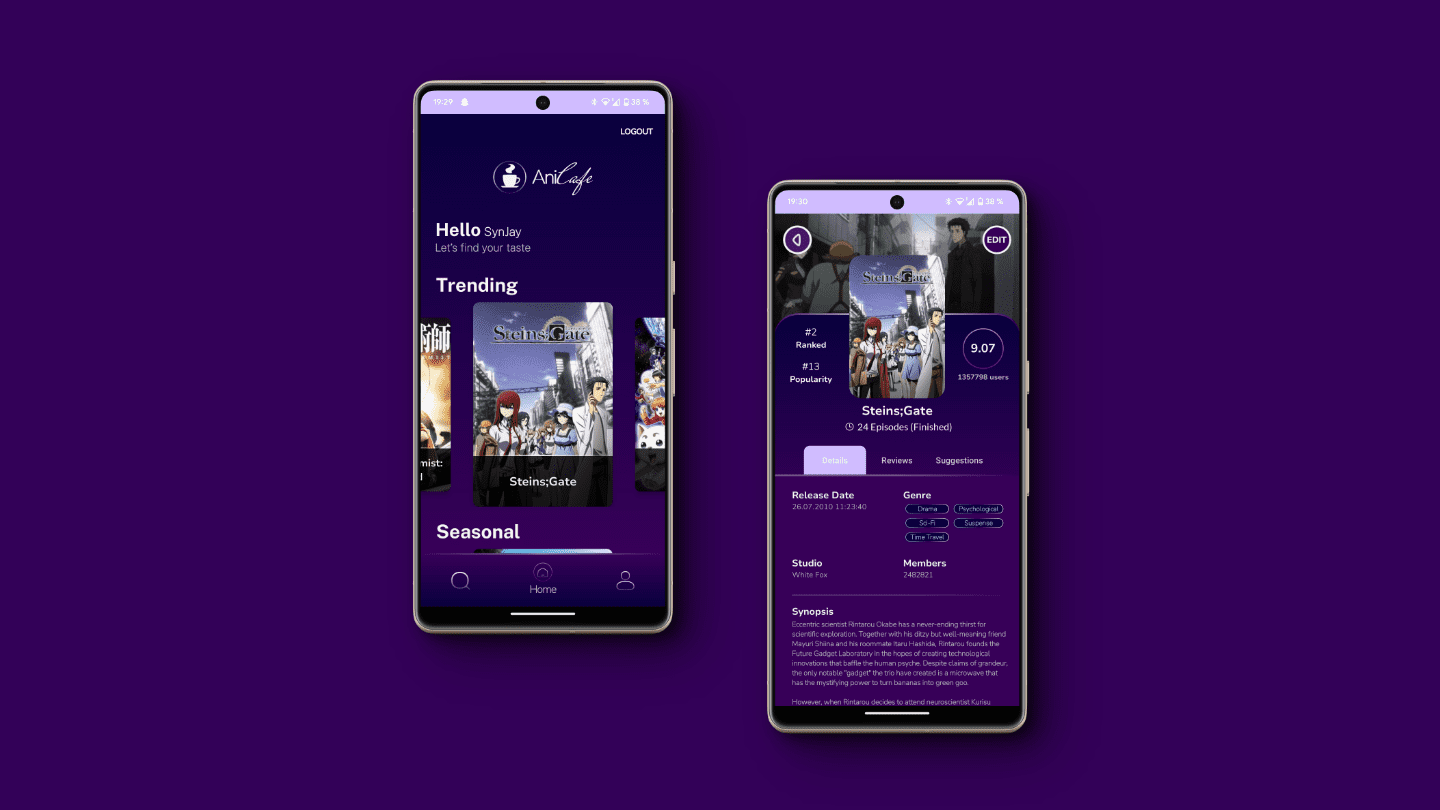 19:29
38 %
LOGOUT
AniCafe
Hello SynJay
Let's find your taste
Trending
術師
Steins;Gate
mist:
Steins;Gate
Seasonal
Home
19:30
38 %
EDIT
Steins;Gate
#2
Ranked
#13
Popularity
9.07
1357798 users
Steins;Gate
24 Episodes (Finished)
Details
Reviews
Suggestions
Release Date
26.07.2010 11:23:40
Genre
Drama
Psychological
Sci-Fi
Suspense
Time Travel
Studio
White Fox
Members
2482821
Synopsis
Eccentric scientist Rintarou Okabe has a never-ending thirst for
scientific exploration. Together with his ditzy but well-meaning friend
Mayuri Shiina and his roommate Itaru Hashida, Rintarou founds the
Future Gadget Laboratory in the hopes of creating technological
innovations that baffle the human psyche. Despite claims of grandeur,
the only notable "gadget" the trio have created is a microwave that
has the mystifying power to turn bananas into green goo.
However, when Rintarou decides to attend neuroscientist Kurisu